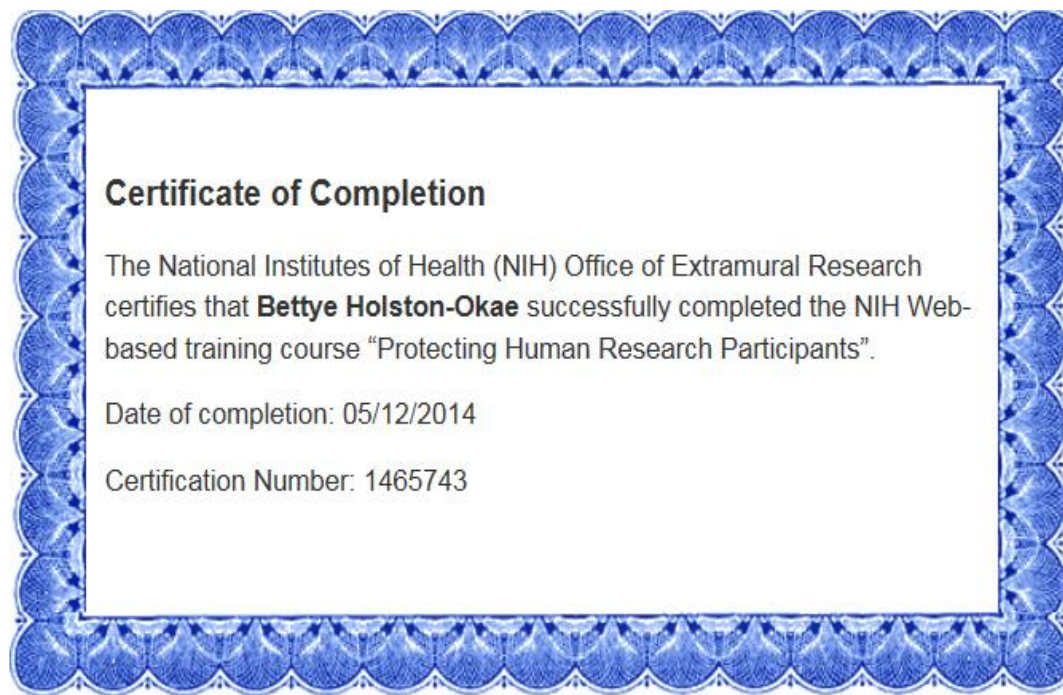 Certificate of Completion
The National Institutes of Health (NIH) Office of Extramural Research
certifies that Bettye Holston-Okae successfully completed the NIH Web-
based training course “Protecting Human Research Participants”.
Date of completion: 05/12/2014
Certification Number: 1465743